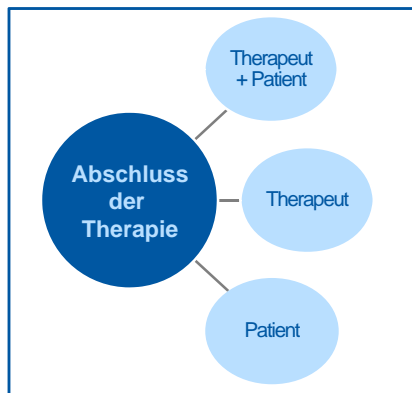 Therapeut
+ Patient
Abschluss
der
Therapie
Therapeut
Patient